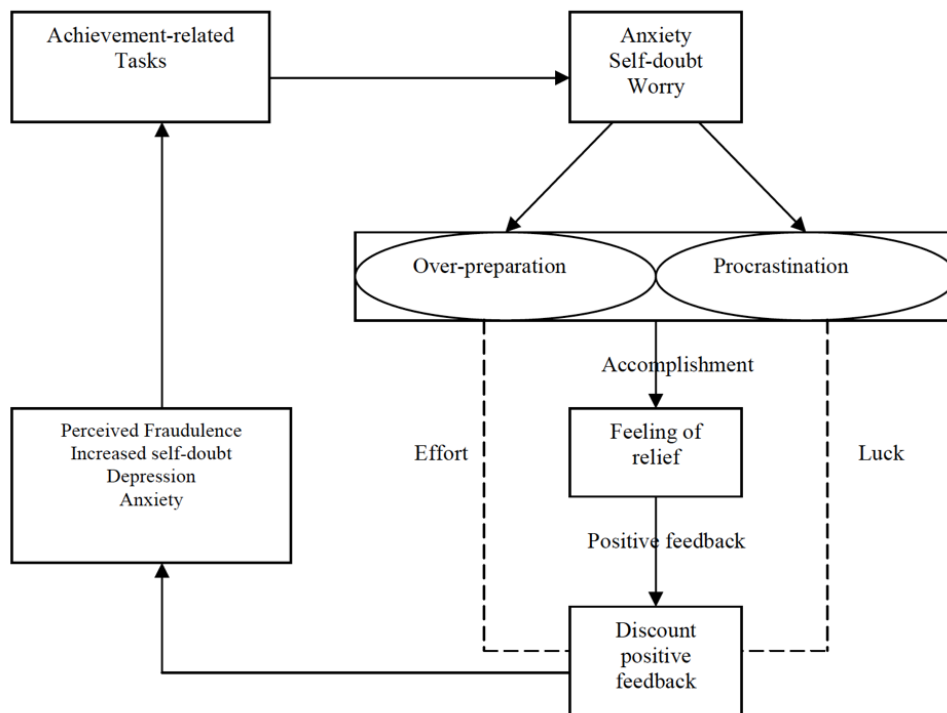 Achievement-related
Tasks
Anxiety
Self-doubt
Worry
Over-preparation
Procrastination
Accomplishment
Perceived Fraudulence
Increased self-doubt
Depression
Anxiety
Effort
Feeling of
relief
Luck
Positive feedback
Discount
positive
feedback